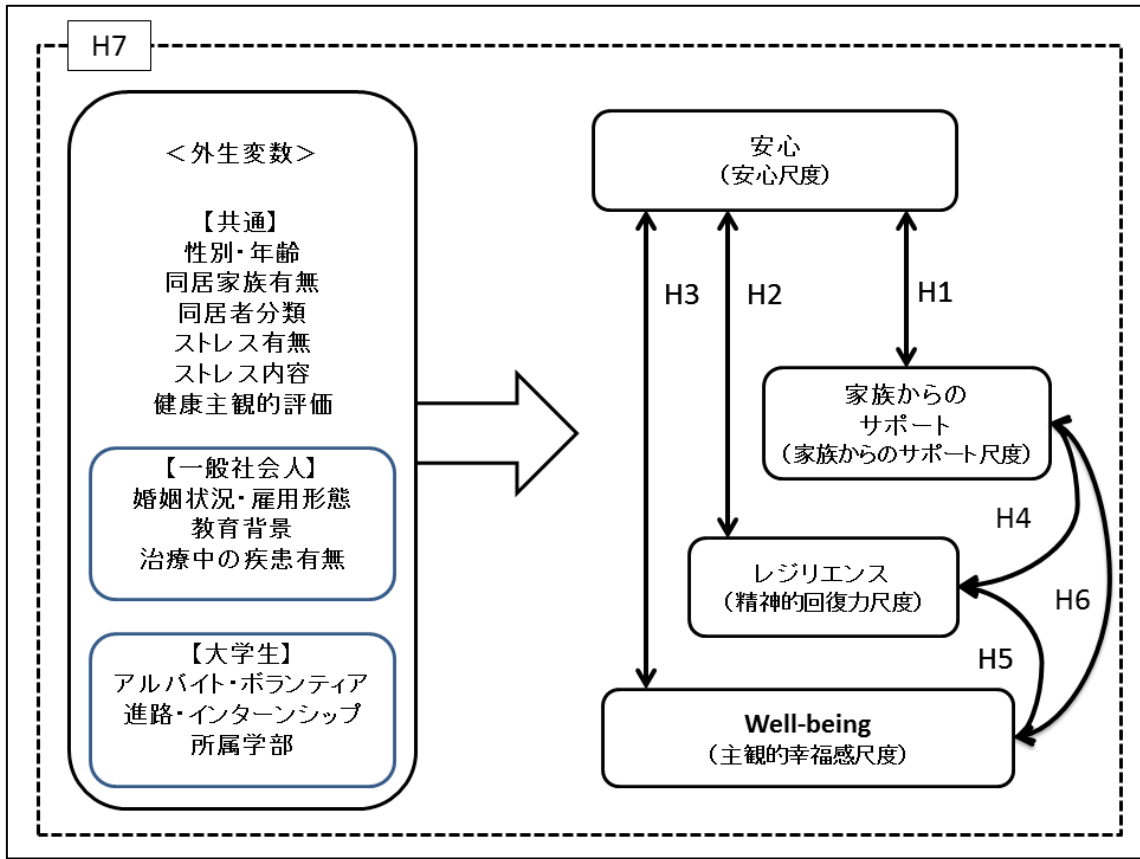 H7
＜外生変数＞
【共通】
性別・年齢
同居家族有無
同居者分類
ストレス有無
ストレス内容
健康主観的評価
【一般社会人】
婚姻状況・雇用形態
教育背景
治療中の疾患有無
【大学生】
アルバイト・ボランティア
進路・インターンシップ
所属学部
安心
（安心尺度）
H3
H2
H1
家族からの
サポート
（家族からのサポート尺度）
H4
レジリエンス
（精神的回復力尺度）
H6
H5
Well-being
（主観的幸福感尺度）